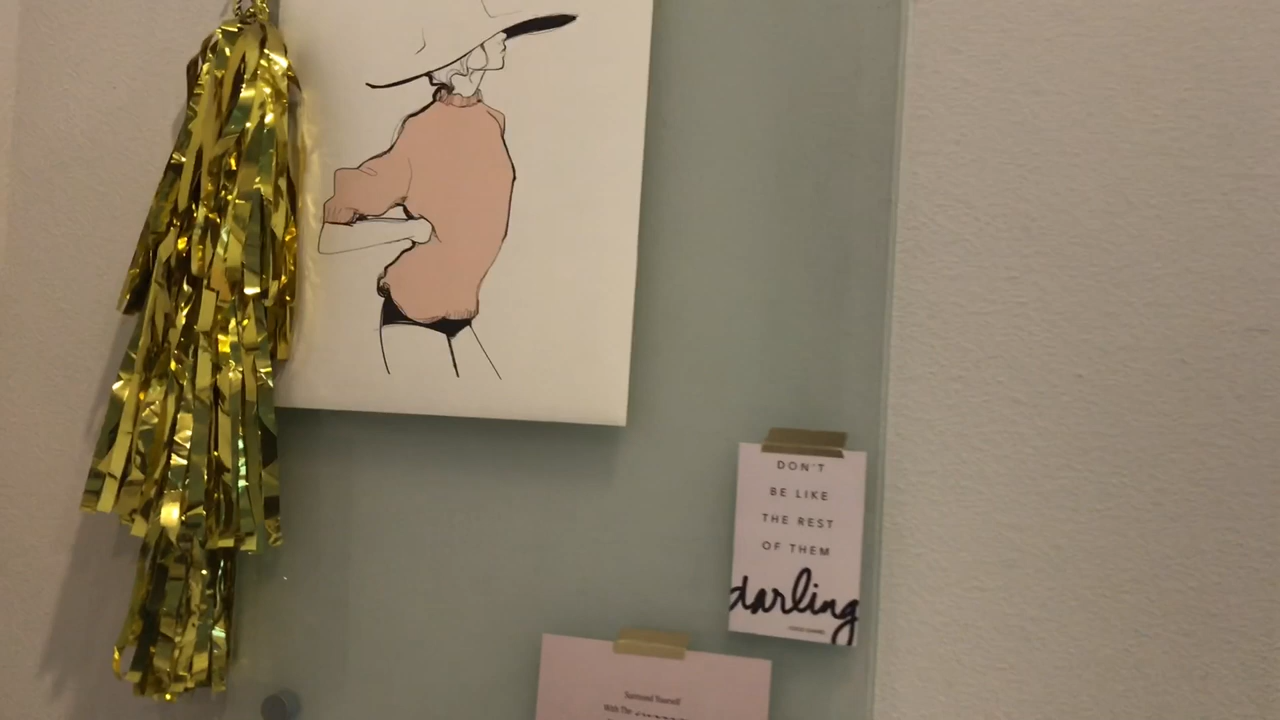 DON'T
BE LIKE
THE REST
OF THEM
darling
Surround Yourself
With The